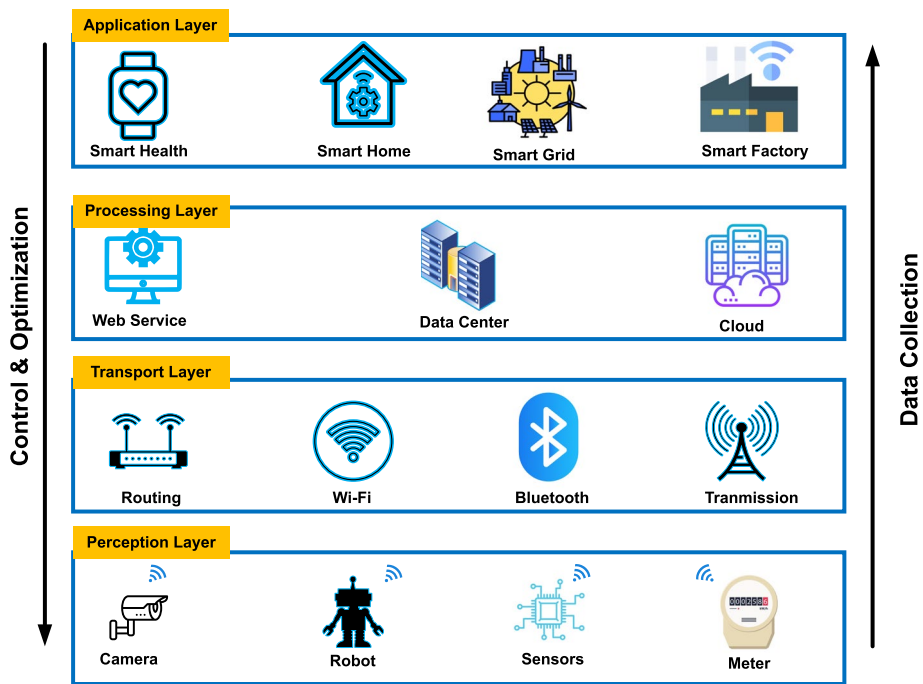 Application Layer
Smart Health
Smart Home
Smart Grid
Smart Factory
Processing Layer
Web Service
Data Center
Cloud
Transport Layer
Routing
Wi-Fi
Bluetooth
Tranmission
Perception Layer
Camera
Robot
Sensors
Meter
Control & Optimization
Data Collection